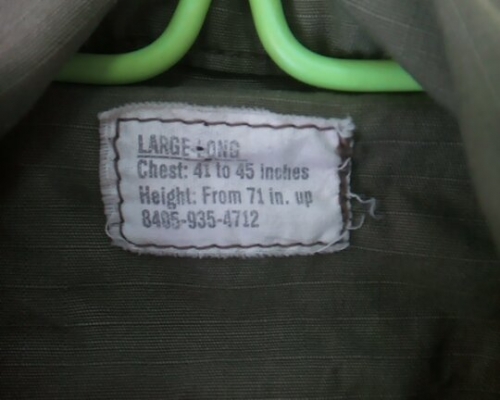 LARGE-LONG
Chest: 41 to 45 inches
Height: From 71 in. up
8405-935-4712